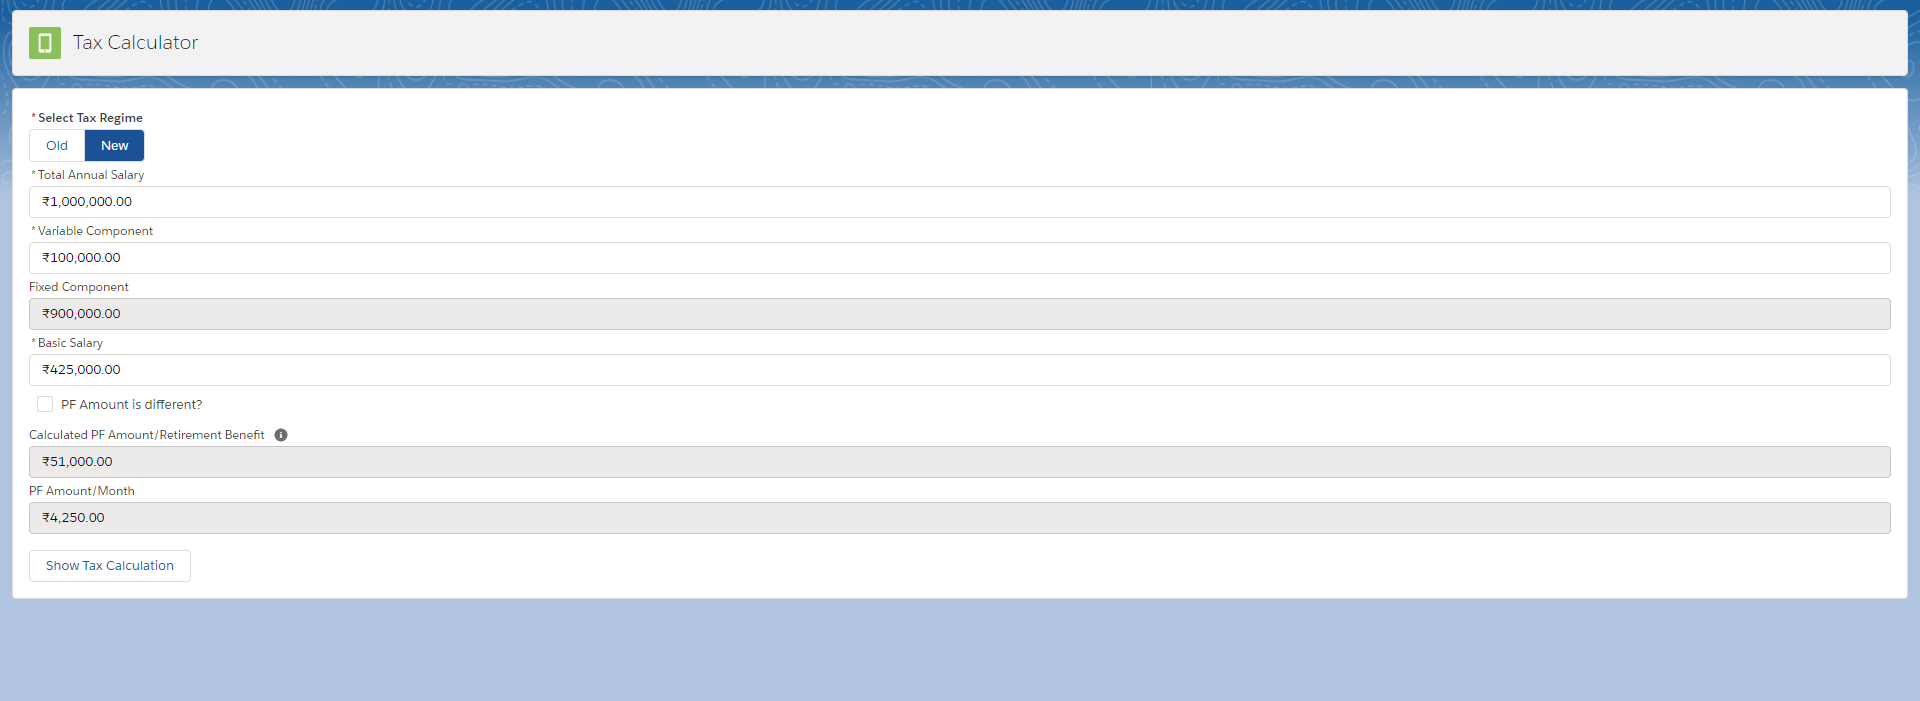 Tax Calculator
*Select Tax Regime
Old New
*Total Annual Salary
₹1,000,000.00
*Variable Component
₹100,000.00
Fixed Component
₹900,000.00
*Basic Salary
₹425,000.00
PF Amount is different?
Calculated PF Amount/Retirement Benefit
₹51,000.00
PF Amount/Month
₹4,250.00
Show Tax Calculation